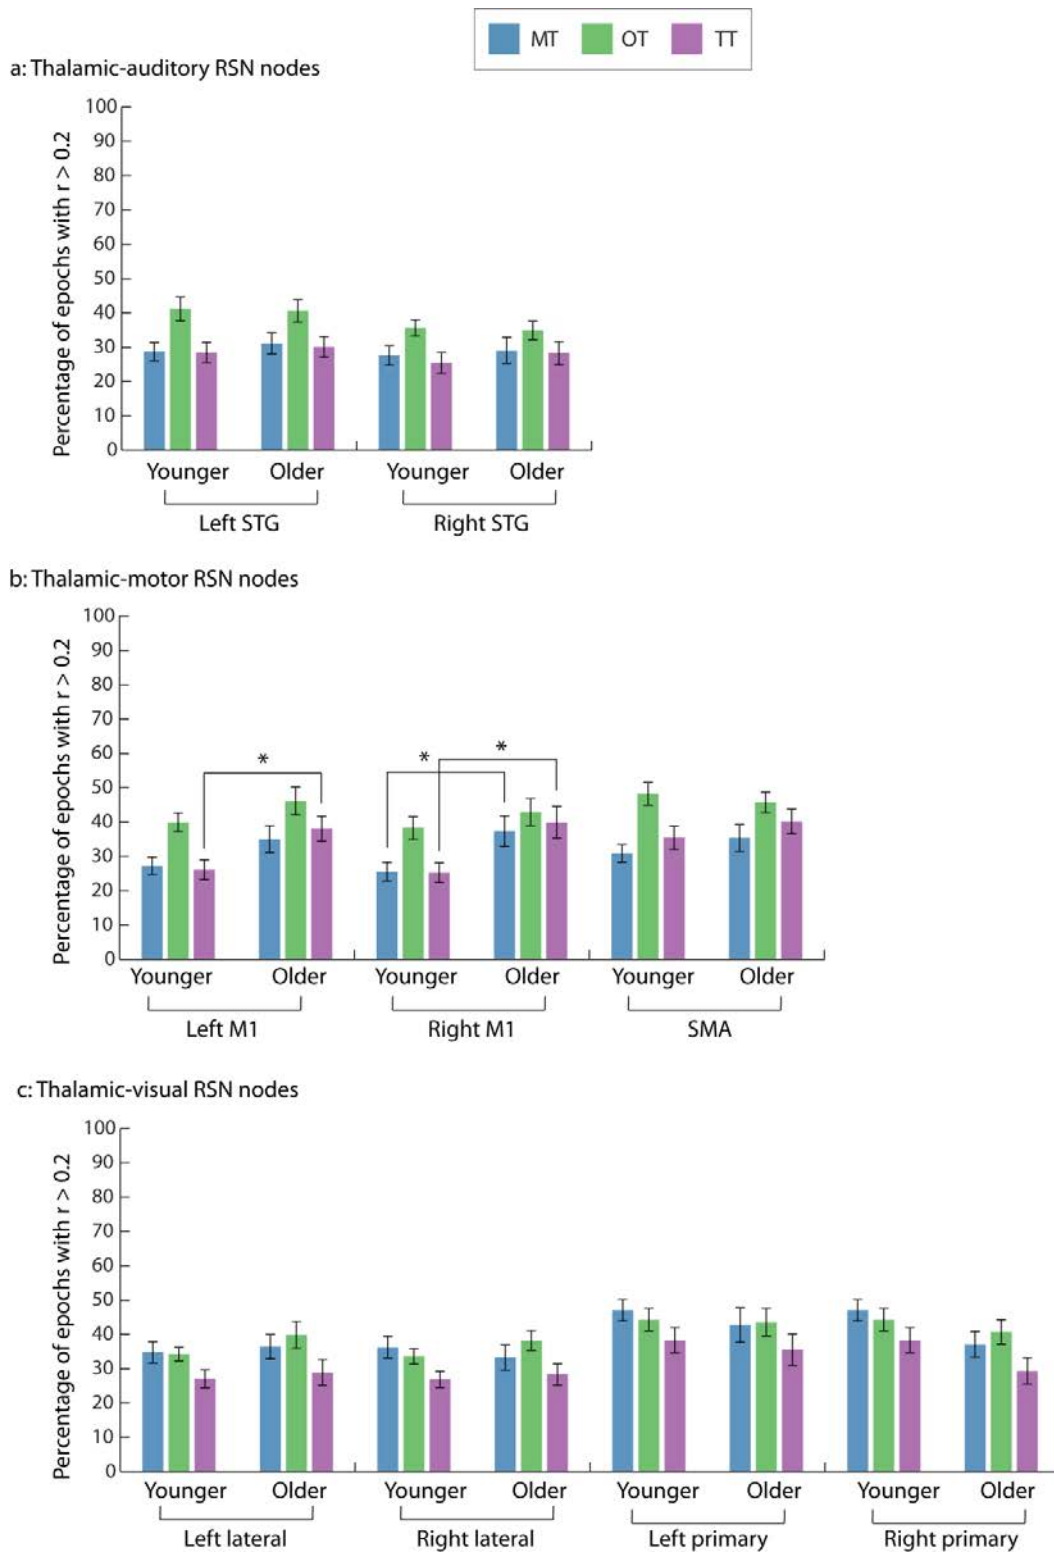 MT OT TT
a: Thalamic-auditory RSN nodes
Percentage of epochs with r > 0.2
100
90
80
70
60
50
40
30
20
10
0
Younger Older Younger Older
Left STG Right STG
b: Thalamic-motor RSN nodes
Percentage of epochs with r > 0.2
100
90
80
70
60
50
40
30
20
10
0
* * *
Younger Older Younger Older Younger Older
Left M1 Right M1 SMA
c: Thalamic-visual RSN nodes
Percentage of epochs with r > 0.2
100
90
80
70
60
50
40
30
20
10
0
Younger Older Younger Older Younger Older Younger Older
Left lateral Right lateral Left primary Right primary